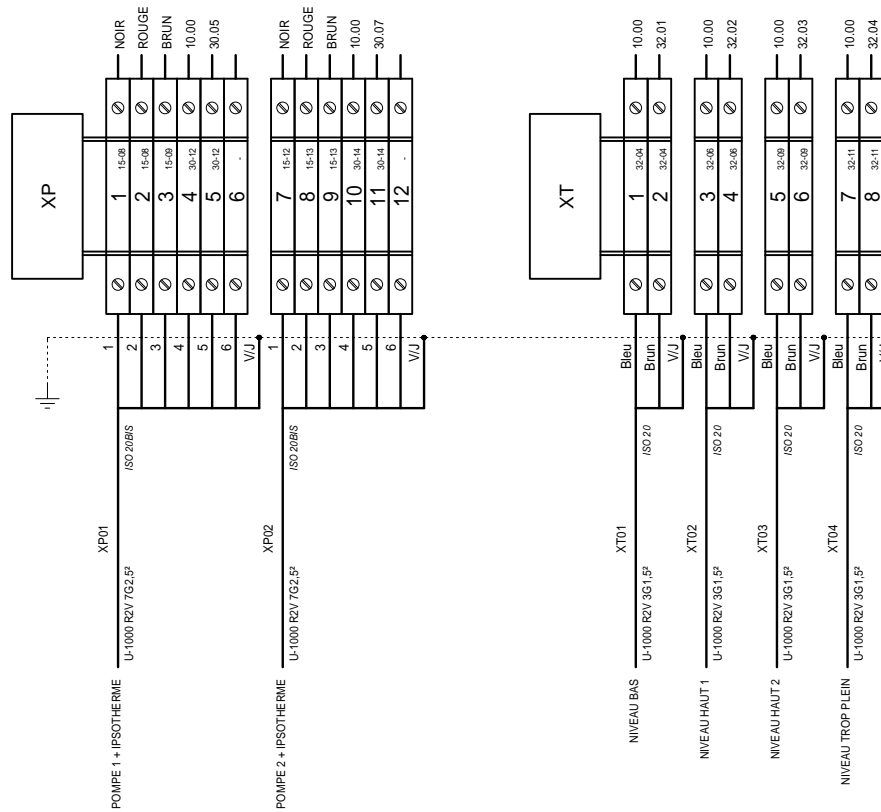 NOIR
ROUGE
BRUN
10.00
30.05
NOIR
ROUGE
BRUN
10.00
30.07
10.00
32.01
10.00
32.02
10.00
32.03
10.00
32.04
XP
1 15-08
2 15-08
3 15-09
4 30-12
5 30-12
6 -
7 15-12
8 15-13
9 15-13
10 30-14
11 30-14
12 -
XT
1 32-04
2 32-04
3 32-06
4 32-06
5 32-09
6 32-09
7 32-11
8 32-11
1
2
3
4
5
6
V/J
1
2
3
4
5
6
V/J
Bleu
Brun
V/J
Bleu
Brun
V/J
Bleu
Brun
V/J
Bleu
Brun
ISO 20BIS
ISO 20BIS
ISO 20
ISO 20
ISO 20
ISO 20
XP01
XP02
XT01
XT02
XT03
XT04
U-1000 R2V 7G2,5²
U-1000 R2V 7G2,5²
U-1000 R2V 3G1,5²
U-1000 R2V 3G1,5²
U-1000 R2V 3G1,5²
U-1000 R2V 3G1,5²
POMPE 1 + IPSOTHERME
POMPE 2 + IPSOTHERME
NIVEAU BAS
NIVEAU HAUT 1
NIVEAU HAUT 2
NIVEAU TROP PLEIN